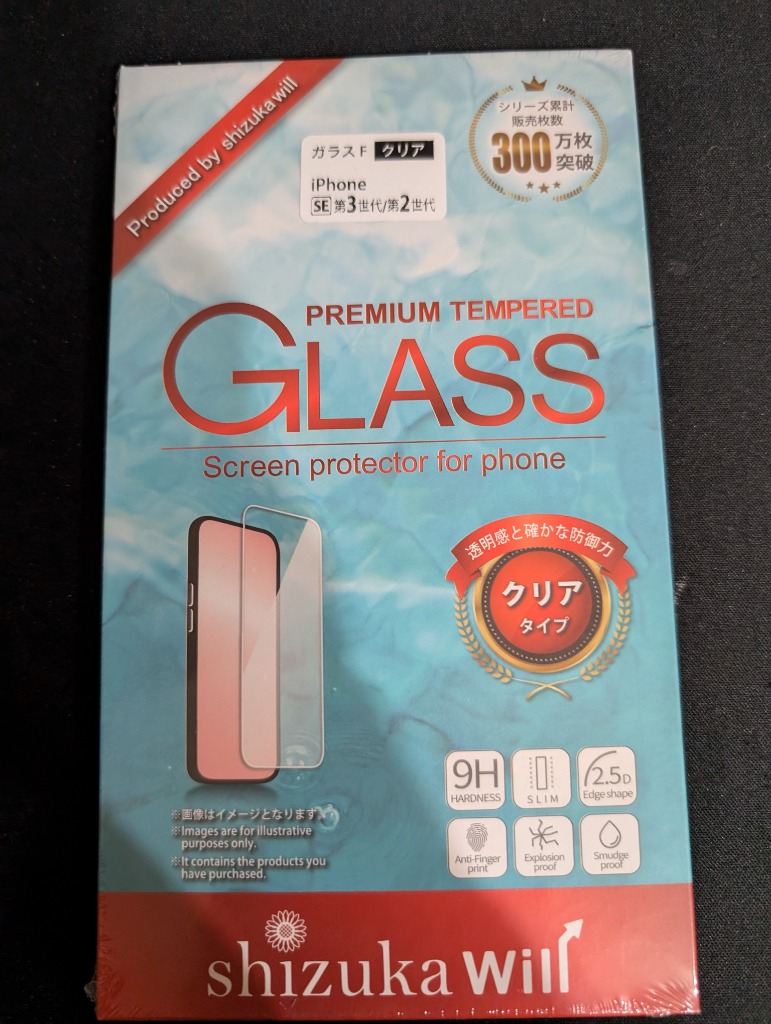 Produced by shizukawill
シリーズ累計
販売枚数
300万枚
突破
ガラスF クリア
iPhone
SE 第3世代/第2世代
PREMIUM TEMPERED
GLASS
Screen protector for phone
透明感と確かな防御力
クリア
タイプ
9H
HARDNESS
SLIM
2.5D
Edge shape
Anti-Finger
print
Explosion
proof
Smudge
proof
※画像はイメージとなります。
※Images are for illustrative
purposes only.
※It contains the products you
have purchased.
shizuka Will